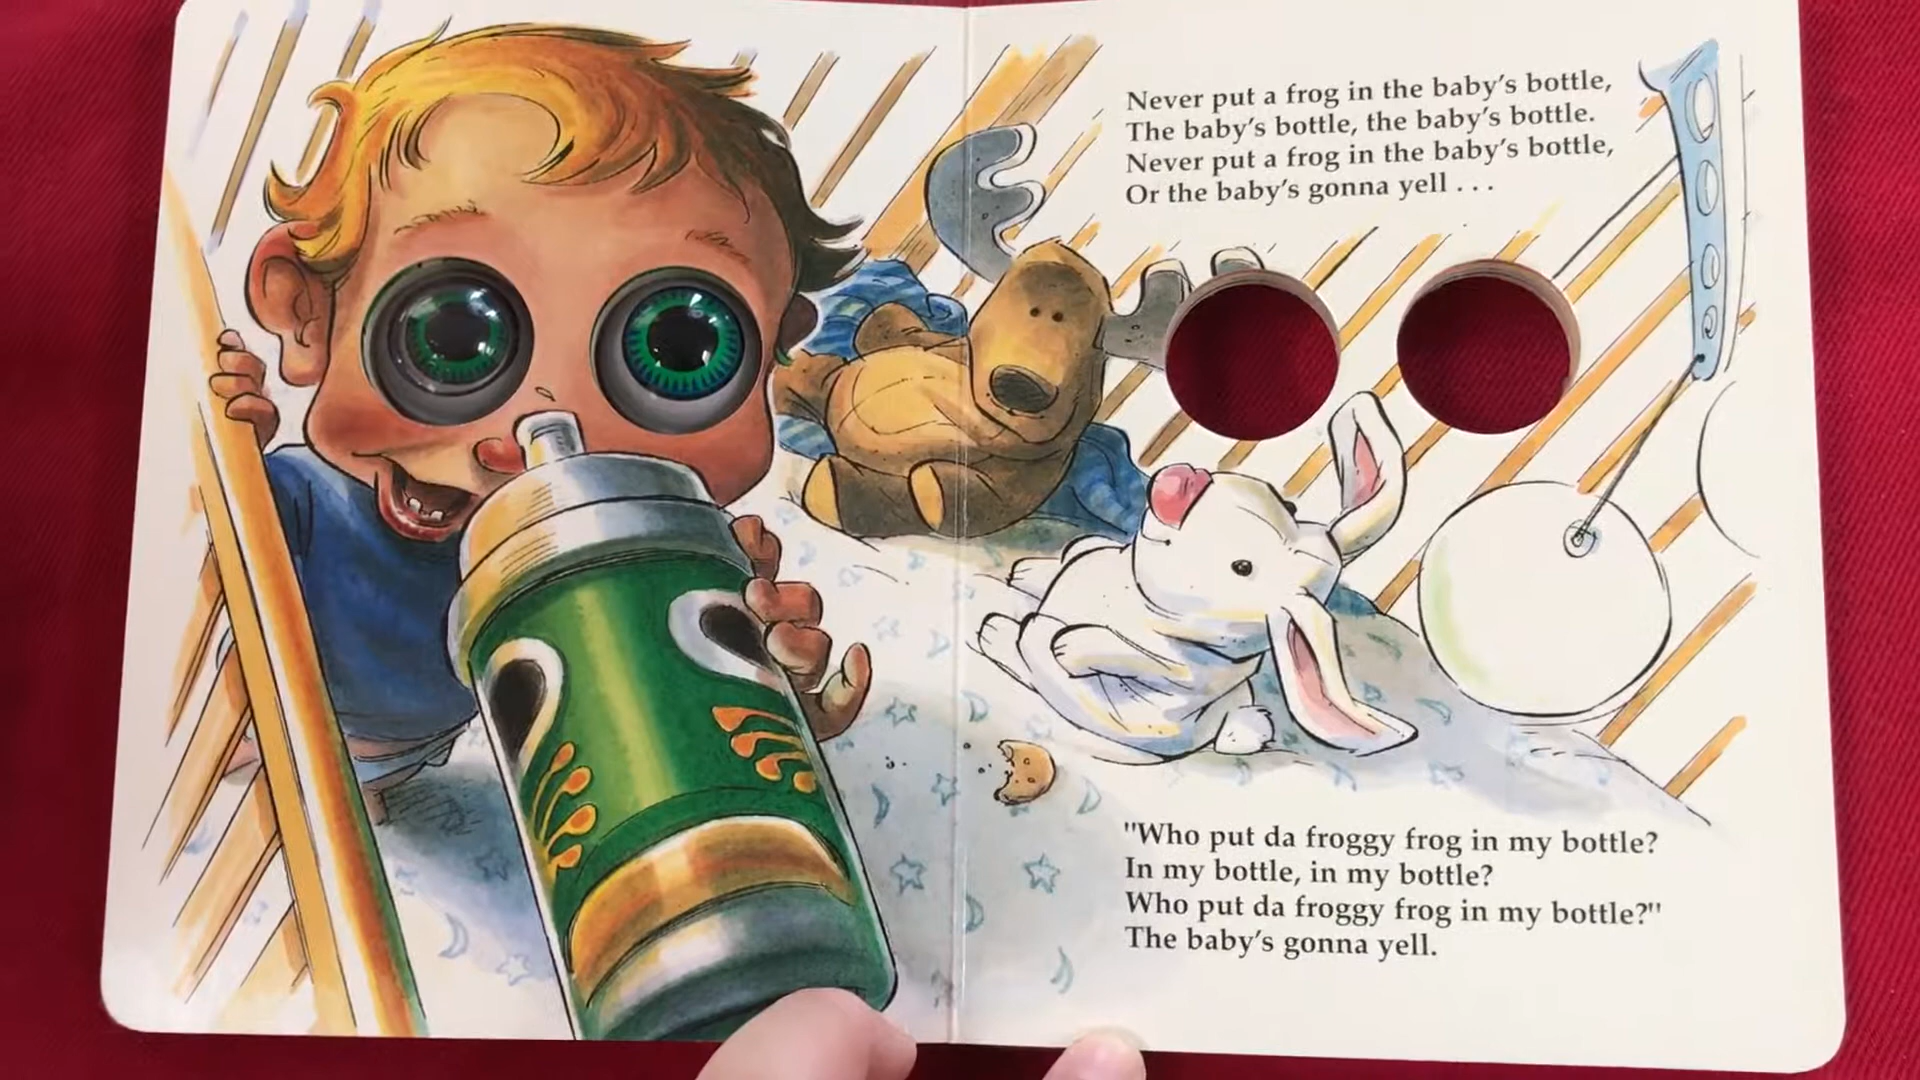 Never put a frog in the baby's bottle,
The baby's bottle, the baby's bottle.
Never put a frog in the baby's bottle,
Or the baby's gonna yell . . .
"Who put da froggy frog in my bottle?
In my bottle, in my bottle?
Who put da froggy frog in my bottle?"
The baby's gonna yell.